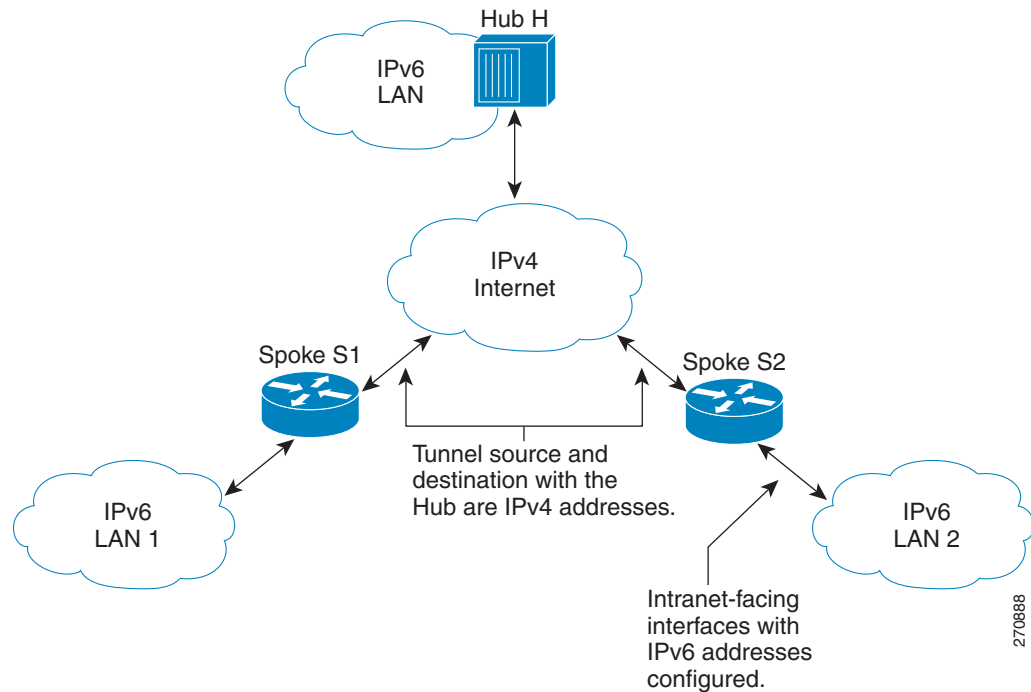 Hub H
IPv6
LAN
IPv4
Internet
Spoke S1
Spoke S2
Tunnel source and
destination with the
Hub are IPv4 addresses.
IPv6
LAN 1
IPv6
LAN 2
Intranet-facing
interfaces with
IPv6 addresses
configured.
270888